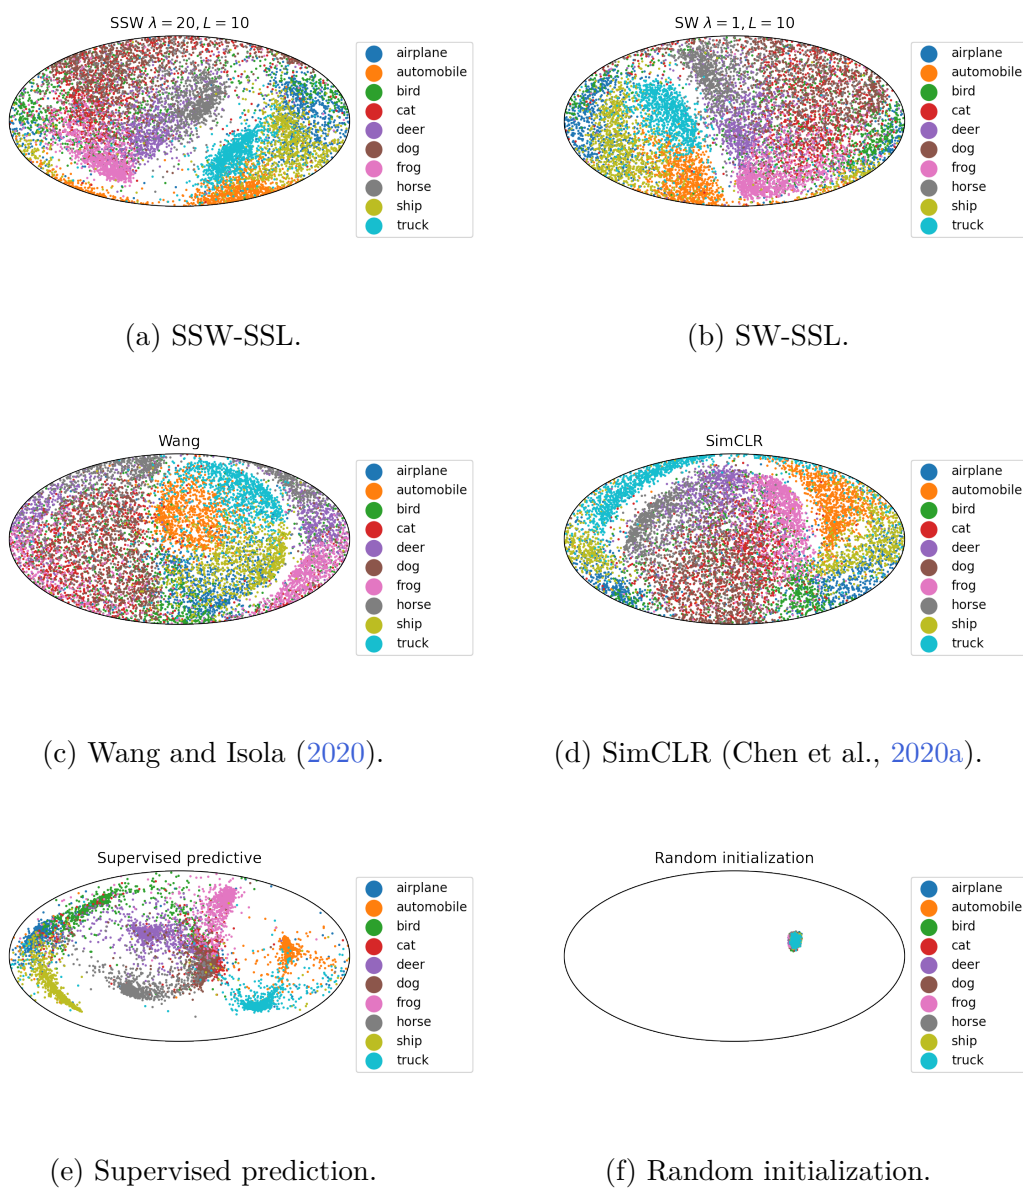 SSW λ = 20, L = 10
airplane
automobile
bird
cat
deer
dog
frog
horse
ship
truck
(a) SSW-SSL.
SW λ = 1, L = 10
airplane
automobile
bird
cat
deer
dog
frog
horse
ship
truck
(b) SW-SSL.
Wang
airplane
automobile
bird
cat
deer
dog
frog
horse
ship
truck
(c) Wang and Isola (2020).
SimCLR
airplane
automobile
bird
cat
deer
dog
frog
horse
ship
truck
(d) SimCLR (Chen et al., 2020a).
Supervised predictive
airplane
automobile
bird
cat
deer
dog
frog
horse
ship
truck
(e) Supervised prediction.
Random initialization
airplane
automobile
bird
cat
deer
dog
frog
horse
ship
truck
(f) Random initialization.